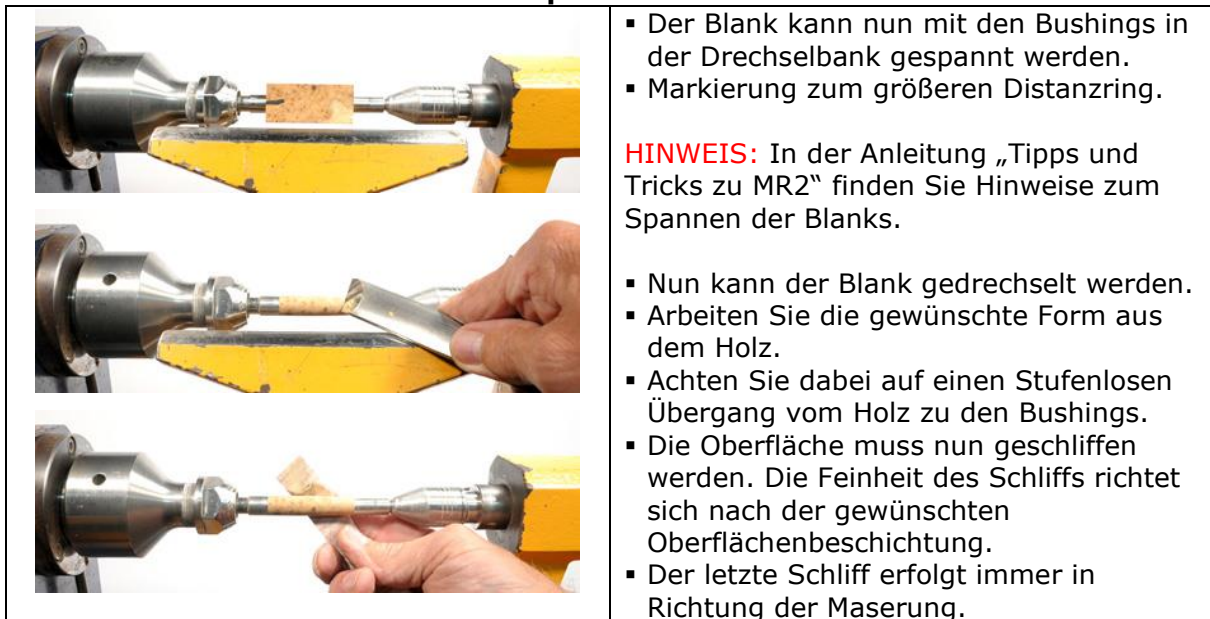 ▪ Der Blank kann nun mit den Bushings in
der Drechselbank gespannt werden.
▪ Markierung zum größeren Distanzring.
HINWEIS: In der Anleitung „Tipps und
Tricks zu MR2“ finden Sie Hinweise zum
Spannen der Blanks.
▪ Nun kann der Blank gedrechselt werden.
▪ Arbeiten Sie die gewünschte Form aus
dem Holz.
▪ Achten Sie dabei auf einen Stufenlosen
Übergang vom Holz zu den Bushings.
▪ Die Oberfläche muss nun geschliffen
werden. Die Feinheit des Schliffs richtet
sich nach der gewünschten
Oberflächenbeschichtung.
▪ Der letzte Schliff erfolgt immer in
Richtung der Maserung.